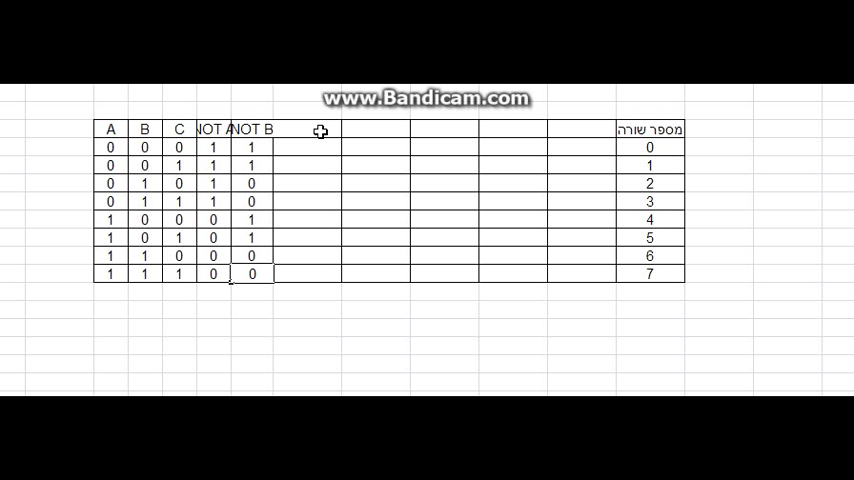 www.Bandicam.com
A B C NOT A NOT B מספר שורה
0 0 0 1 1 0
0 0 1 1 1 1
0 1 0 1 0 2
0 1 1 1 0 3
1 0 0 0 1 4
1 0 1 0 1 5
1 1 0 0 0 6
1 1 1 0 0 7